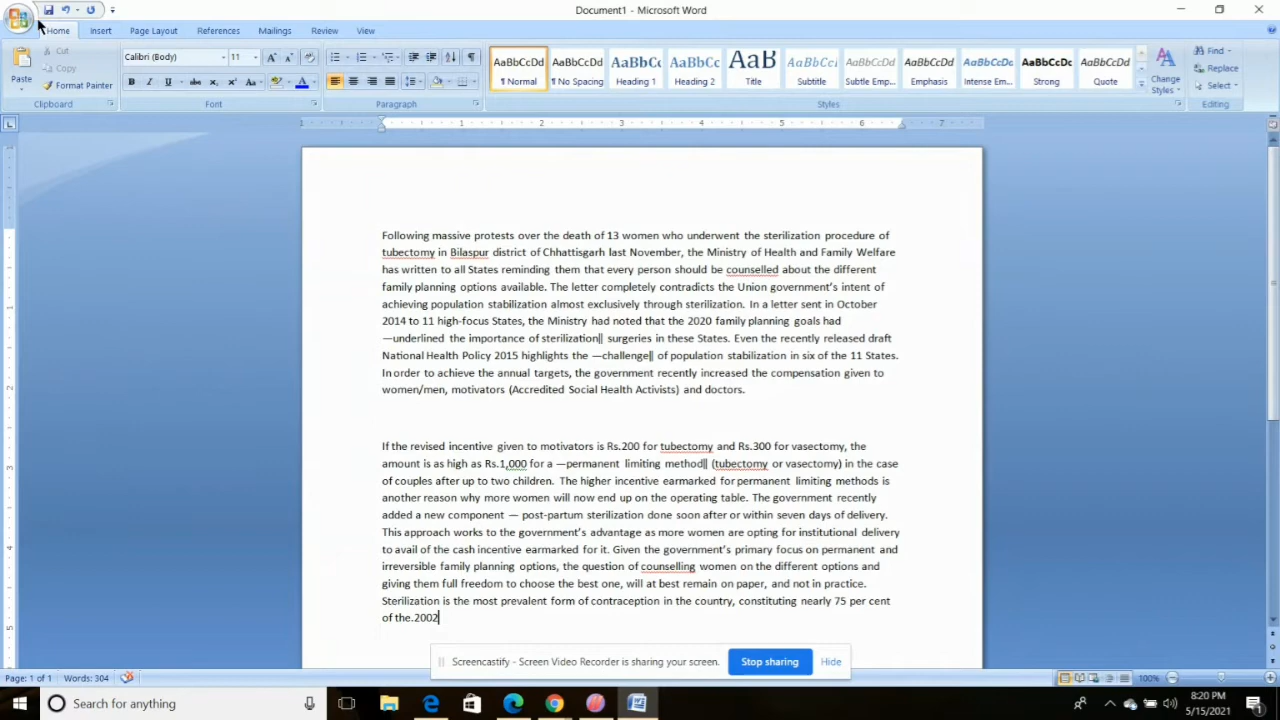 Document1 - Microsoft Word
Home Insert Page Layout References Mailings Review View
Paste
Cut
Copy
Format Painter
Clipboard
Calibri (Body) 11
Font
Paragraph
AaBbCcDd AaBbCcDd AaBbCc AaBbCc AaB AaBbCc( AaBbCcDd AaBbCcDd AaBbCcDc AaBbCcDd AaBbCcDd
¶ Normal ¶ No Spacing Heading 1 Heading 2 Title Subtitle Subtle Emp... Emphasis Intense Em... Strong Quote
Change Styles
Styles
Find
Replace
Select
Editing
1 1 2 3 4 5 6 7
Following massive protests over the death of 13 women who underwent the sterilization procedure of
tubectomy in Bilaspur district of Chhattisgarh last November, the Ministry of Health and Family Welfare
has written to all States reminding them that every person should be counselled about the different
family planning options available. The letter completely contradicts the Union government's intent of
achieving population stabilization almost exclusively through sterilization. In a letter sent in October
2014 to 11 high-focus States, the Ministry had noted that the 2020 family planning goals had
―underlined the importance of sterilization‖ surgeries in these States. Even the recently released draft
National Health Policy 2015 highlights the ―challenge‖ of population stabilization in six of the 11 States.
In order to achieve the annual targets, the government recently increased the compensation given to
women/men, motivators (Accredited Social Health Activists) and doctors.
If the revised incentive given to motivators is Rs.200 for tubectomy and Rs.300 for vasectomy, the
amount is as high as Rs.1,000 for a ―permanent limiting method‖ (tubectomy or vasectomy) in the case
of couples after up to two children. The higher incentive earmarked for permanent limiting methods is
another reason why more women will now end up on the operating table. The government recently
added a new component — post-partum sterilization done soon after or within seven days of delivery.
This approach works to the government's advantage as more women are opting for institutional delivery
to avail of the cash incentive earmarked for it. Given the government's primary focus on permanent and
irreversible family planning options, the question of counselling women on the different options and
giving them full freedom to choose the best one, will at best remain on paper, and not in practice.
Sterilization is the most prevalent form of contraception in the country, constituting nearly 75 per cent
of the.2002
Screencastify - Screen Video Recorder is sharing your screen. Stop sharing Hide
Page: 1 of 1 Words: 304 100%
Search for anything
8:20 PM
5/15/2021